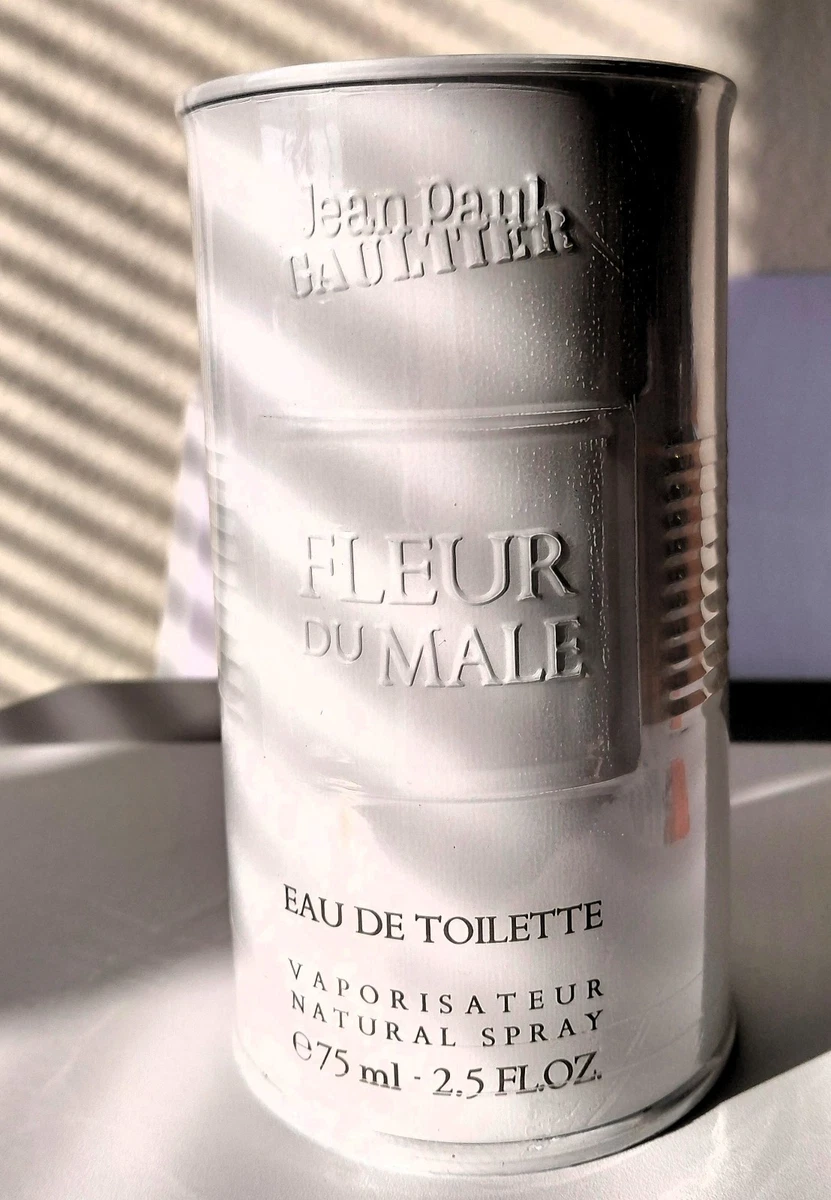 Jean Paul
GAULTIER
FLEUR
DU MALE
EAU DE TOILETTE
VAPORISATEUR
NATURAL SPRAY
℮75 ml - 2,5 FL.OZ.